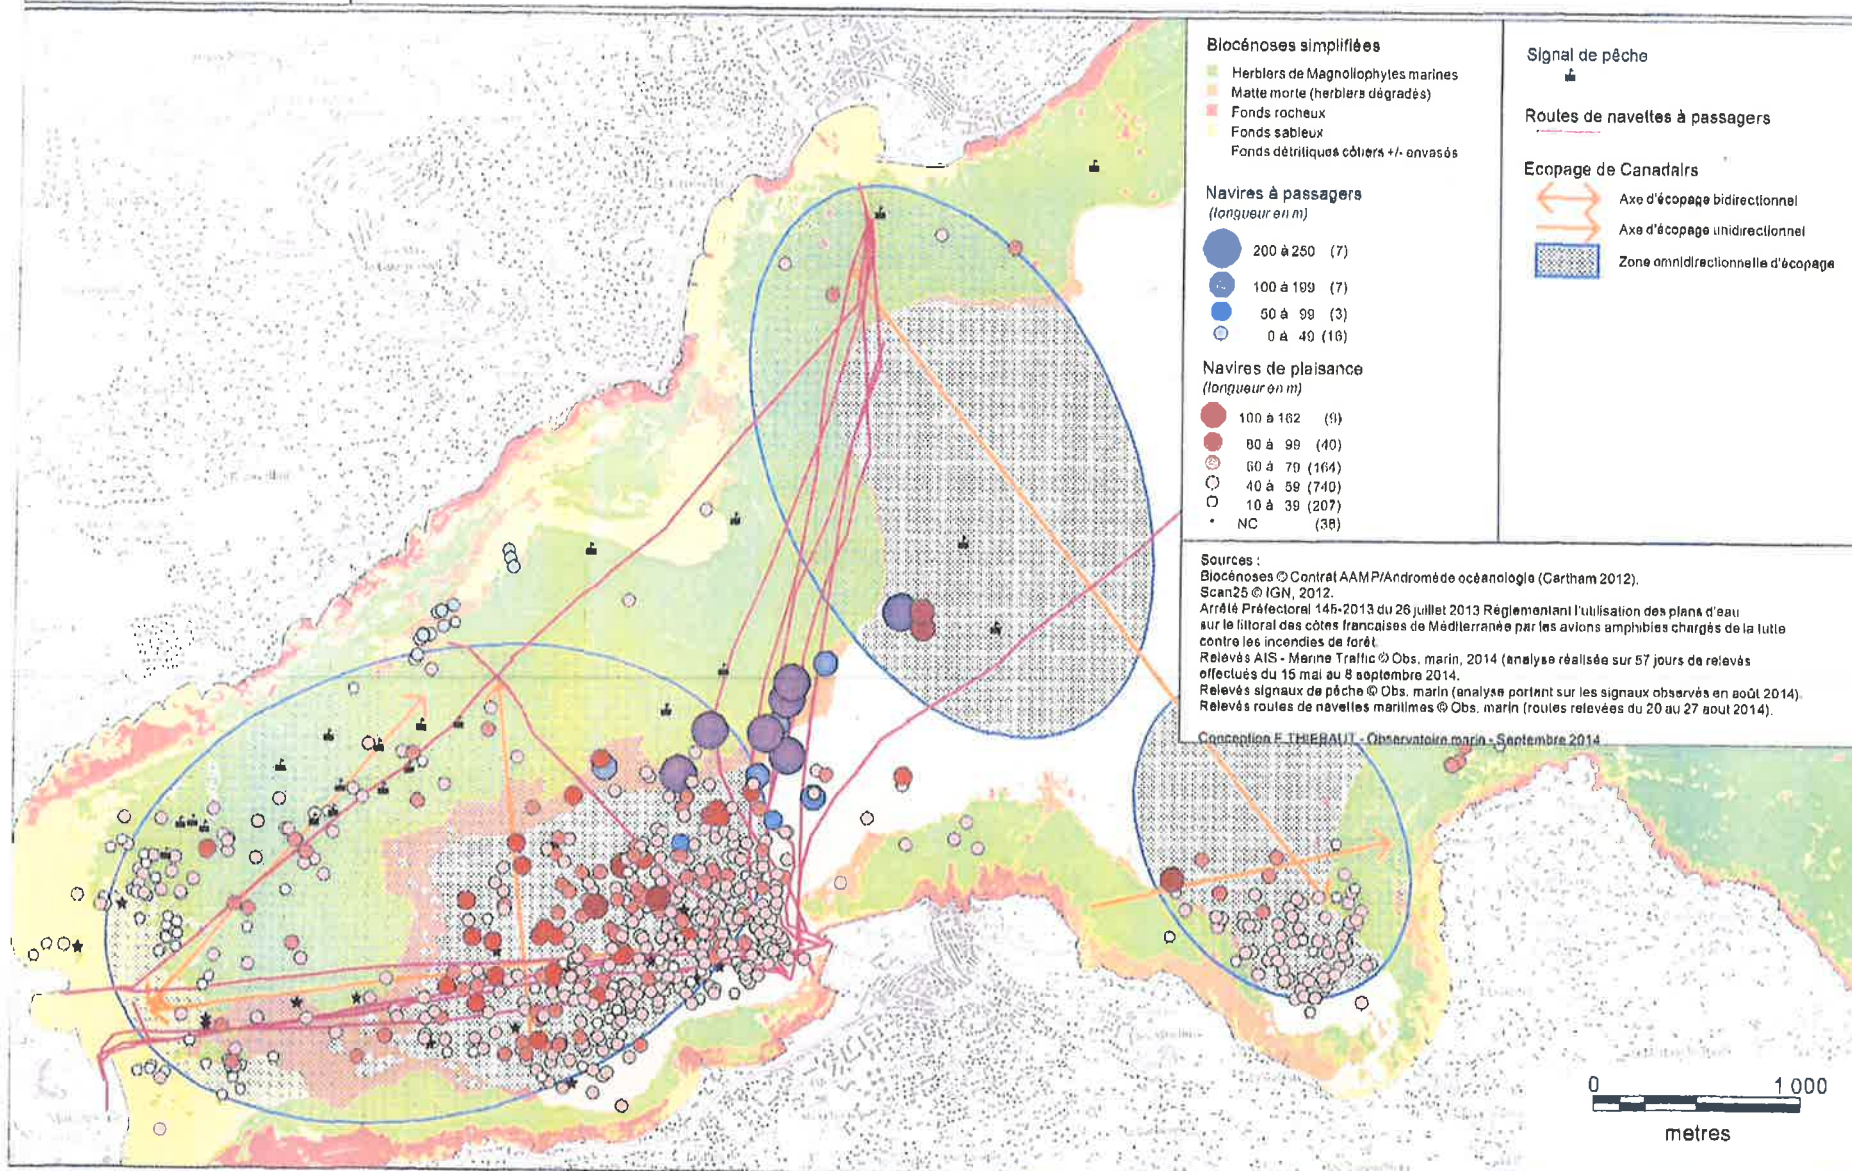 Biocénoses simplifiées
Herbiers de Magnoliophytes marines
Matte morte (herbiers dégradés)
Fonds rocheux
Fonds sableux
Fonds détritiques côtiers +/- envasés
Navires à passagers
(longueur en m)
200 à 250 (7)
100 à 199 (7)
50 à 99 (3)
0 à 49 (16)
Navires de plaisance
(longueur en m)
100 à 162 (9)
80 à 99 (40)
60 à 79 (164)
40 à 59 (740)
10 à 39 (207)
NC (38)
Signal de pêche
Routes de navettes à passagers
Ecopage de Canadairs
Axe d'écopage bidirectionnel
Axe d'écopage unidirectionnel
Zone omnidirectionnelle d'écopage
Sources :
Biocénoses © Contrat AAMP/Andromède océanologie (Cartham 2012).
Scan25 © IGN, 2012.
Arrêté Préfectoral 145-2013 du 26 juillet 2013 Réglementant l'utilisation des plans d'eau
sur le littoral des côtes francaises de Méditerranée par les avions amphibies chargés de la lutte
contre les incendies de forêt.
Relevés AIS - Marine Traffic © Obs. marin, 2014 (analyse réalisée sur 57 jours de relevés
effectués du 15 mai au 8 septembre 2014.
Relevés signaux de pêche © Obs. marin (analyse portant sur les signaux observés en août 2014).
Relevés routes de navettes maritimes © Obs. marin (routes relevées du 20 au 27 aout 2014).
Conception F. THIEBAUT - Observatoire marin - Septembre 2014
0 1 000
metres